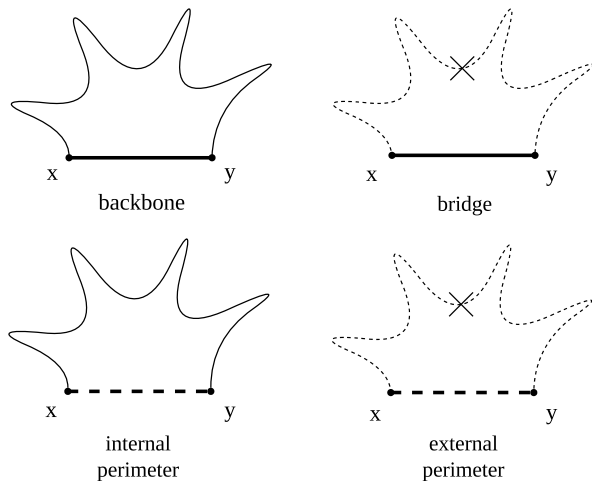 x y
backbone
x y
bridge
x y
internal
perimeter
x y
external
perimeter